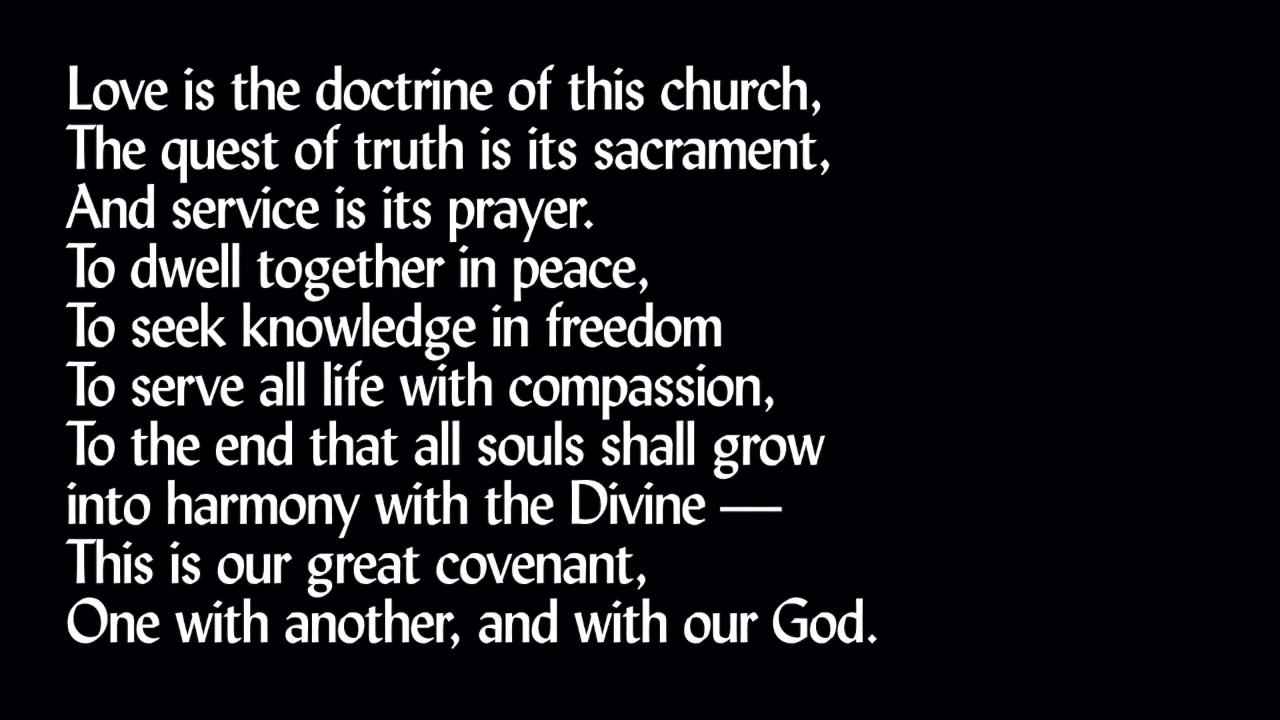 Love is the doctrine of this church,
The quest of truth is its sacrament,
And service is its prayer.
To dwell together in peace,
To seek knowledge in freedom
To serve all life with compassion,
To the end that all souls shall grow
into harmony with the Divine —
This is our great covenant,
One with another, and with our God.